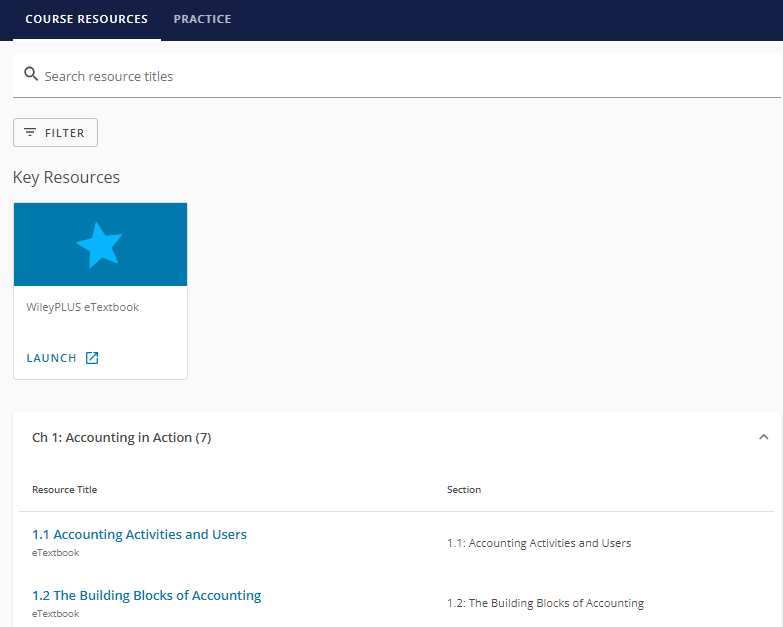 COURSE RESOURCES PRACTICE
Search resource titles
FILTER
Key Resources
WileyPLUS eTextbook
LAUNCH
Ch 1: Accounting in Action (7)
Resource Title Section
1.1 Accounting Activities and Users
eTextbook
1.1: Accounting Activities and Users
1.2 The Building Blocks of Accounting
eTextbook
1.2: The Building Blocks of Accounting